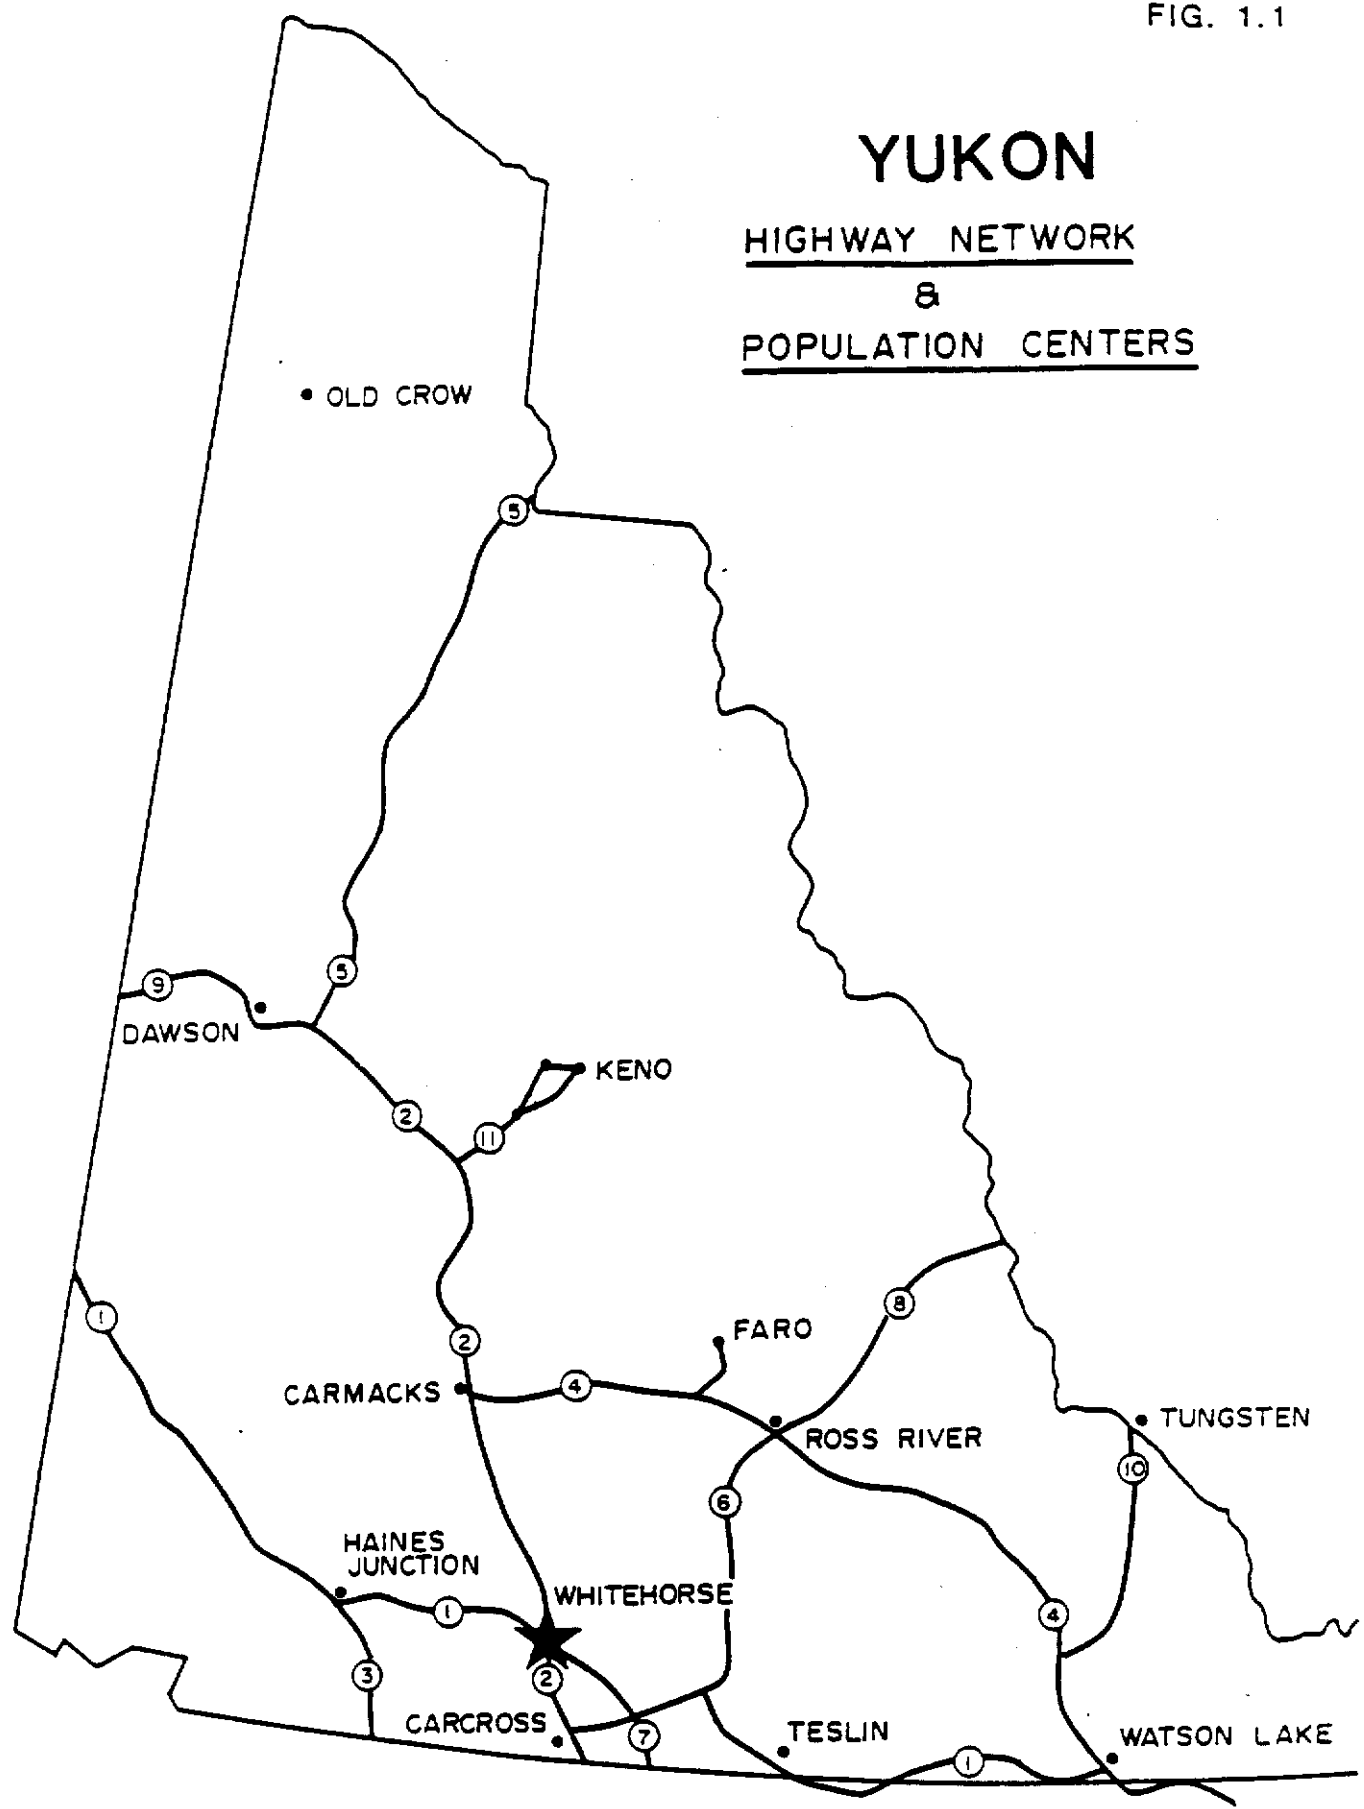 FIG. 1.1
YUKON
HIGHWAY NETWORK
&
POPULATION CENTERS
OLD CROW
5
5
9
DAWSON
KENO
2
11
1
8
2
FARO
CARMACKS
4
TUNGSTEN
ROSS RIVER
10
6
HAINES
JUNCTION
WHITEHORSE
1
4
3
2
CARCROSS
7
TESLIN
WATSON LAKE
1